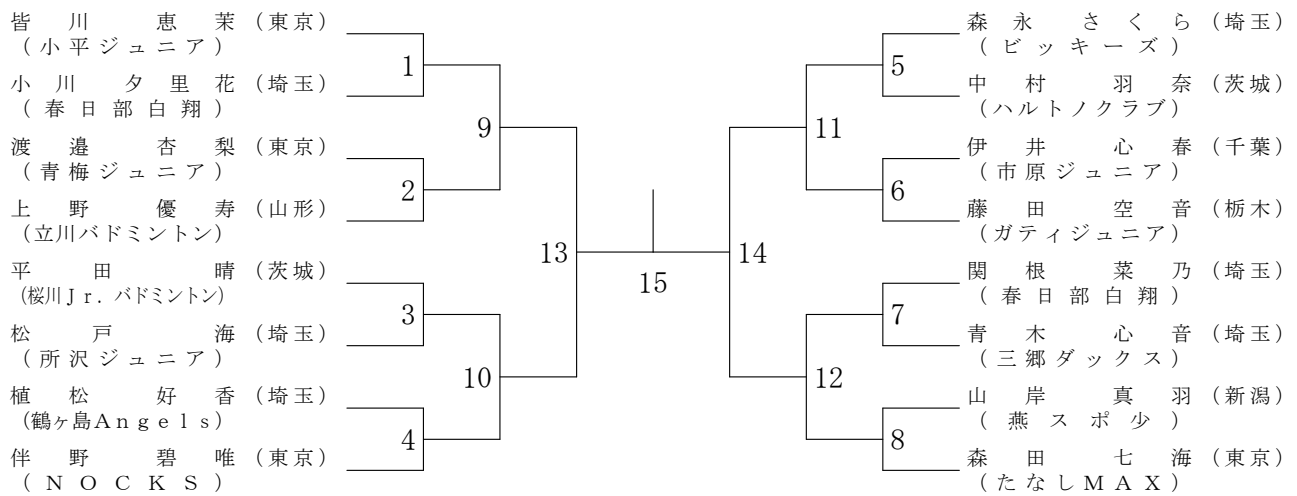 皆川 恵茉 (東京)
(小平ジュニア)
小川 夕里花 (埼玉)
(春日部白翔)
渡邉 杏梨 (東京)
(青梅ジュニア)
上野 優寿 (山形)
(立川バドミントン)
平田 晴 (茨城)
(桜川Jr.バドミントン)
松戸 海 (埼玉)
(所沢ジュニア)
植松 好香 (埼玉)
(鶴ヶ島Angels)
伴野 碧唯 (東京)
(NOCKS)
1
2
3
4
9
10
13
15
14
11
12
5
6
7
8
森永 さくら (埼玉)
(ビッキーズ)
中村 羽奈 (茨城)
(ハルトノクラブ)
伊井 心春 (千葉)
(市原ジュニア)
藤田 空音 (栃木)
(ガティジュニア)
関根 菜乃 (埼玉)
(春日部白翔)
青木 心音 (埼玉)
(三郷ダックス)
山岸 真羽 (新潟)
(燕スポ少)
森田 七海 (東京)
(たなしMAX)